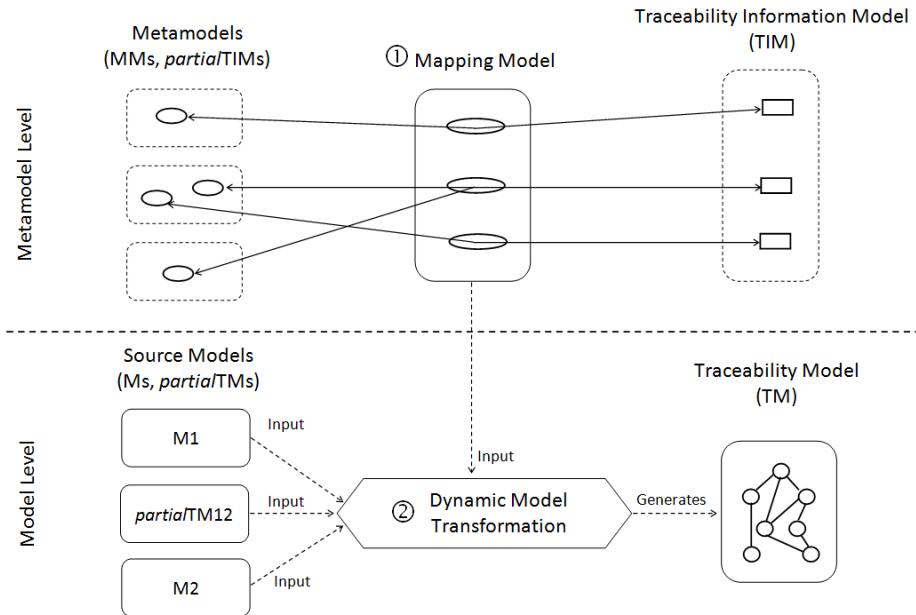 Metamodels
(MMs, partialTIMs)
① Mapping Model
Traceability Information Model
(TIM)
Metamodel Level
Source Models
(Ms, partialTMs)
Traceability Model
(TM)
Model Level
M1
Input
Input
partialTM12
Input
② Dynamic Model
Transformation
Generates
M2
Input